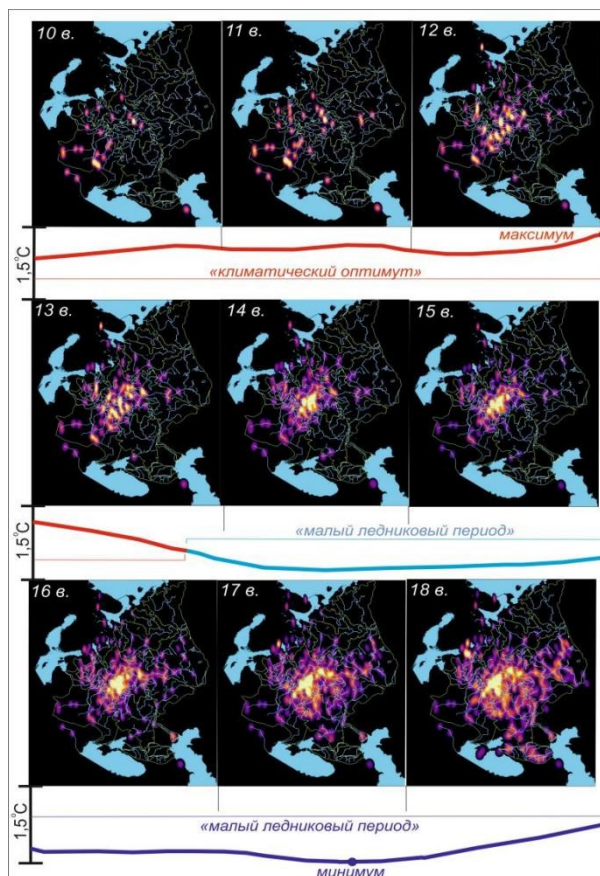 10 в.
11 в.
12 в.
1,5°C
максимум
«климатический оптимут»
13 в.
14 в.
15 в.
1,5°C
«малый ледниковый период»
16 в.
17 в.
18 в.
1,5°C
«малый ледниковый период»
минимум